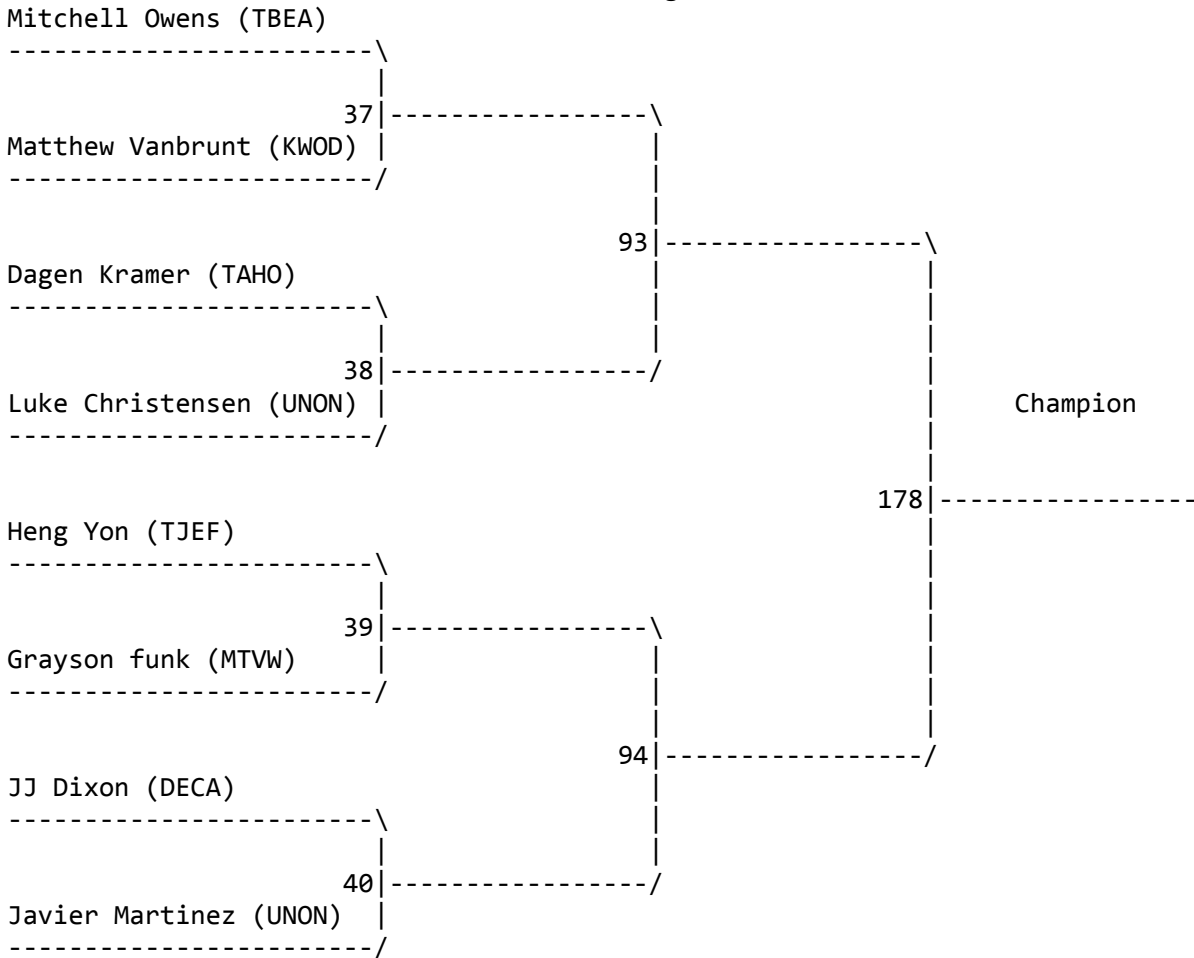 Mitchell Owens (TBEA)
37
Matthew Vanbrunt (KWOD)
93
Dagen Kramer (TAHO)
38
Luke Christensen (UNON)
Champion
178
Heng Yon (TJEF)
39
Grayson funk (MTVW)
94
JJ Dixon (DECA)
40
Javier Martinez (UNON)